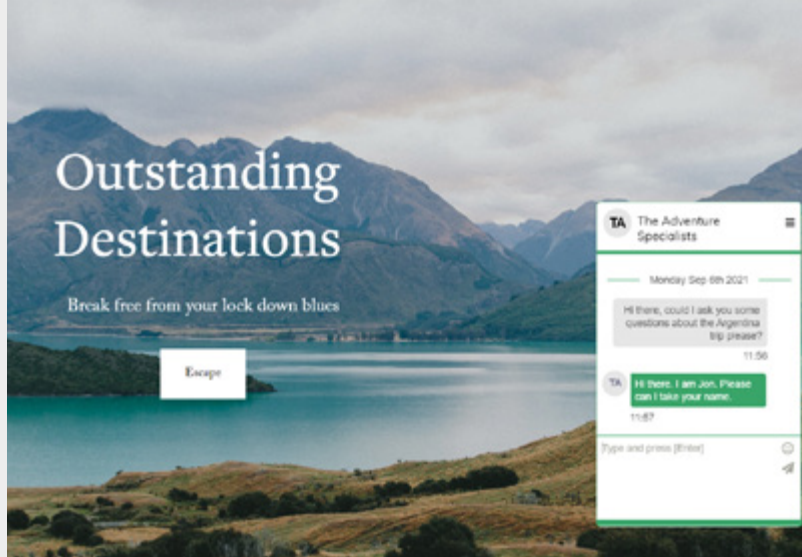 Outstanding
Destinations
Break free from your lock down blues
Escape
TA The Adventure
Specialists
Monday Sep 6th 2021
Hi there, could I ask you some
questions about the Argentina
trip please?
11:56
TA
Hi there. I am Jon. Please
can I take your name.
11:57
Type and press [Enter]